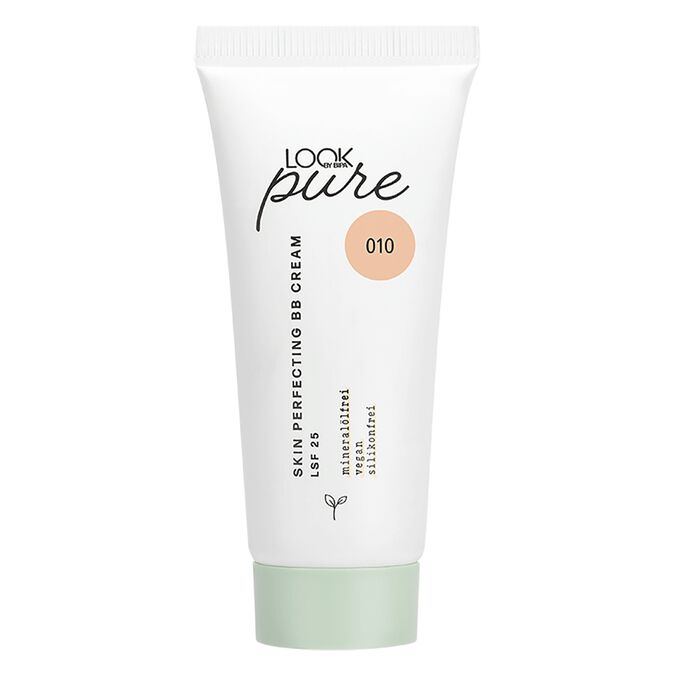 LOOK
BY BIPA
pure
010
SKIN PERFECTING BB CREAM
LSF 25
mineralölfrei
vegan
silikonfrei